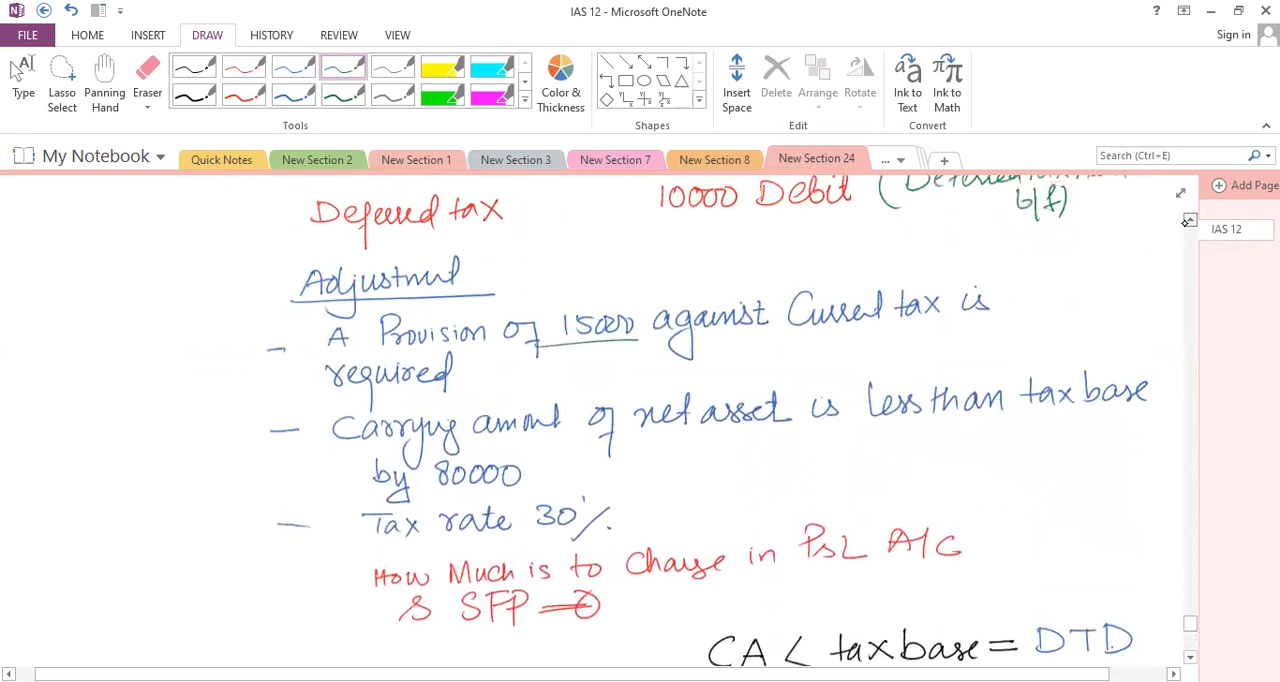 IAS 12 - Microsoft OneNote
?
FILE HOME INSERT DRAW HISTORY REVIEW VIEW
Sign in
Type
Lasso Select
Panning Hand
Eraser
Color & Thickness
Insert Space
Delete
Arrange
Rotate
Ink to Text
Ink to Math
Tools
Shapes
Edit
Convert
My Notebook
Quick Notes
New Section 2
New Section 1
New Section 3
New Section 7
New Section 8
New Section 24
...
Search (Ctrl+E)
Add Page
IAS 12
Deferred tax 10000 Debit (Deferred
b/f)
Adjustment
- A Provision of 15000 against Current tax is
required
- Carrying amount of net asset is less than tax base
by 80000
- Tax rate 30%
How Much is to Charge in P&L A/C
& SFP
CA < tax base = DTD